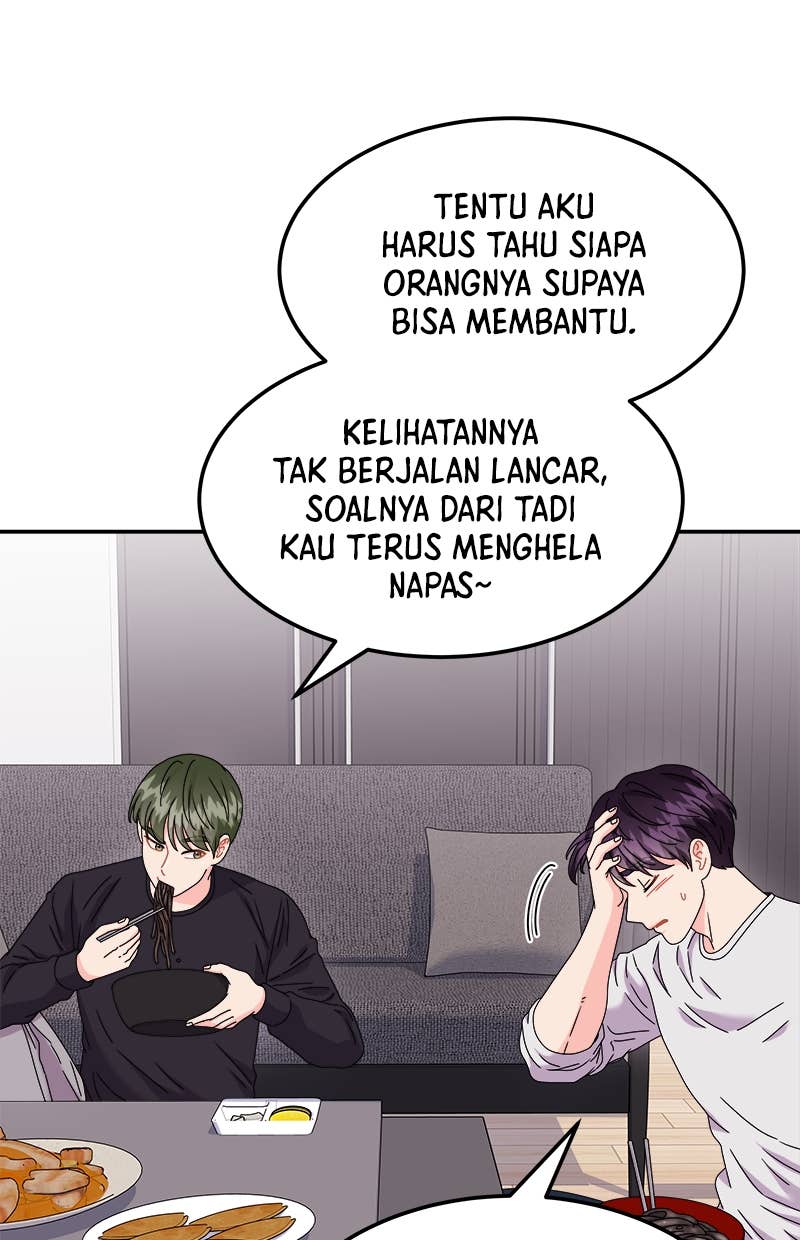 TENTU AKU
HARUS TAHU SIAPA
ORANGNYA SUPAYA
BISA MEMBANTU.
KELIHATANNYA
TAK BERJALAN LANCAR,
SOALNYA DARI TADI
KAU TERUS MENGHELA
NAPAS~